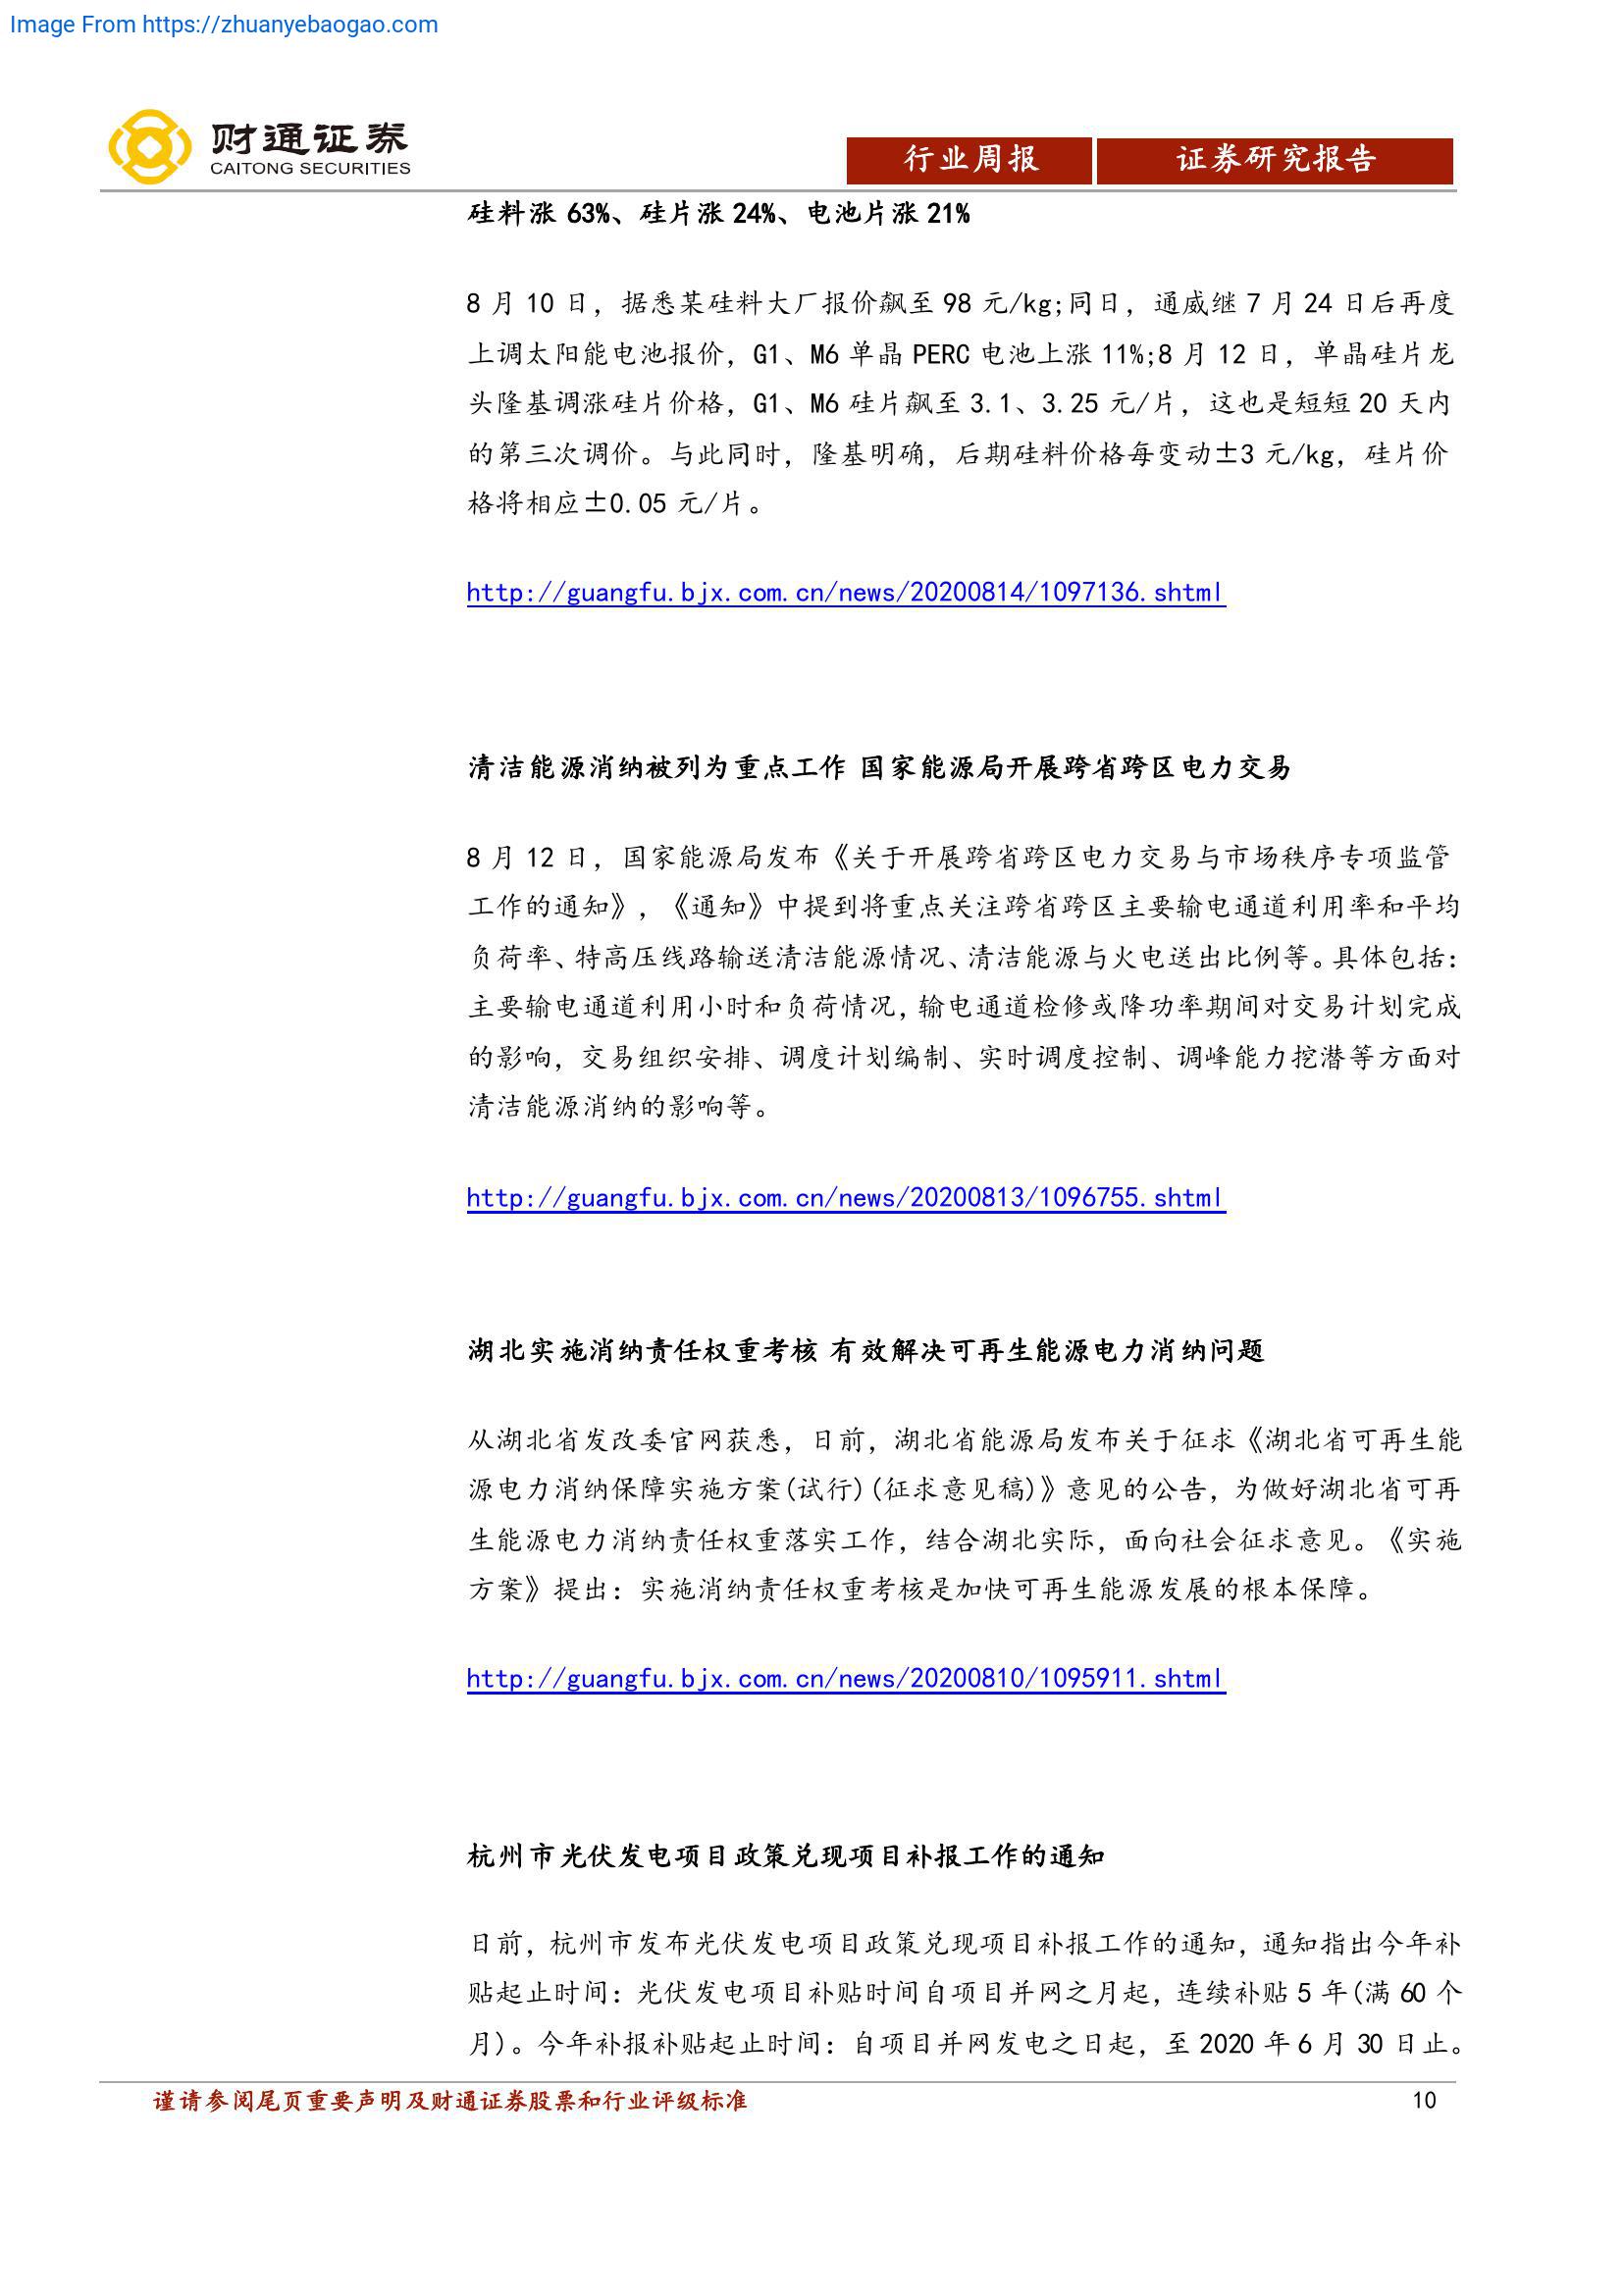 Image From https://zhuanyebaogao.com
财通证券
CAITONG SECURITIES
行业周报
证券研究报告
硅料涨 63%、硅片涨 24%、电池片涨 21%
8 月 10 日，据悉某硅料大厂报价飙至 98 元/kg;同日，通威继 7 月 24 日后再度
上调太阳能电池报价，G1、M6 单晶 PERC 电池上涨 11%;8 月 12 日，单晶硅片龙
头隆基调涨硅片价格，G1、M6 硅片飙至 3.1、3.25 元/片，这也是短短 20 天内
的第三次调价。与此同时，隆基明确，后期硅料价格每变动±3 元/kg，硅片价
格将相应±0.05 元/片。
http://guangfu.bjx.com.cn/news/20200814/1097136.shtml
清洁能源消纳被列为重点工作 国家能源局开展跨省跨区电力交易
8 月 12 日，国家能源局发布《关于开展跨省跨区电力交易与市场秩序专项监管
工作的通知》，《通知》中提到将重点关注跨省跨区主要输电通道利用率和平均
负荷率、特高压线路输送清洁能源情况、清洁能源与火电送出比例等。具体包括：
主要输电通道利用小时和负荷情况，输电通道检修或降功率期间对交易计划完成
的影响，交易组织安排、调度计划编制、实时调度控制、调峰能力挖潜等方面对
清洁能源消纳的影响等。
http://guangfu.bjx.com.cn/news/20200813/1096755.shtml
湖北实施消纳责任权重考核 有效解决可再生能源电力消纳问题
从湖北省发改委官网获悉，日前，湖北省能源局发布关于征求《湖北省可再生能
源电力消纳保障实施方案(试行)(征求意见稿)》意见的公告，为做好湖北省可再
生能源电力消纳责任权重落实工作，结合湖北实际，面向社会征求意见。《实施
方案》提出：实施消纳责任权重考核是加快可再生能源发展的根本保障。
http://guangfu.bjx.com.cn/news/20200810/1095911.shtml
杭州市光伏发电项目政策兑现项目补报工作的通知
日前，杭州市发布光伏发电项目政策兑现项目补报工作的通知，通知指出今年补
贴起止时间：光伏发电项目补贴时间自项目并网之月起，连续补贴 5 年(满 60 个
月)。今年补报补贴起止时间：自项目并网发电之日起，至 2020 年 6 月 30 日止。
谨请参阅尾页重要声明及财通证券股票和行业评级标准
10